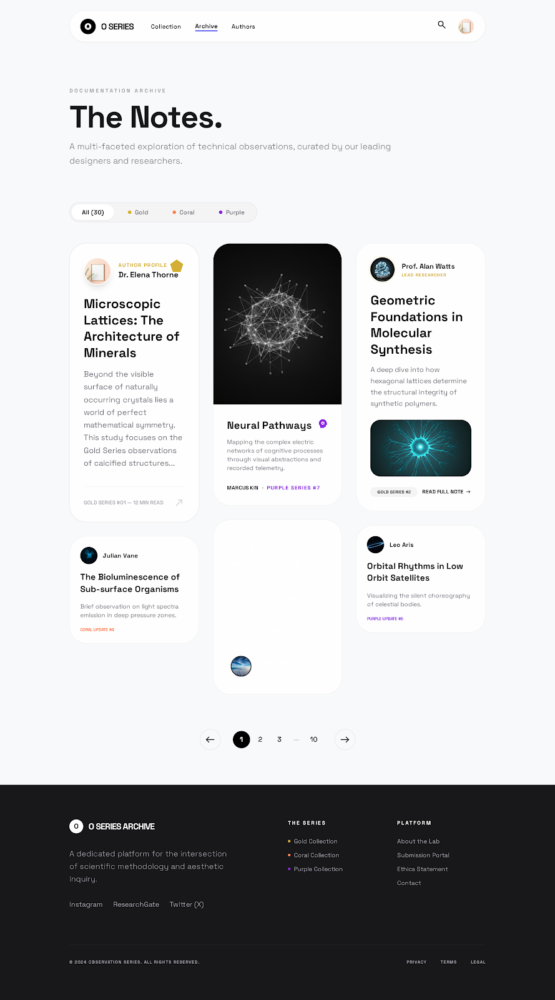 O SERIES
Collection
Archive
Authors
DOCUMENTATION ARCHIVE
The Notes.
A multi-faceted exploration of technical observations, curated by our leading
designers and researchers.
All (30)
Gold
Coral
Purple
AUTHOR PROFILE
Dr. Elena Thorne
Microscopic
Lattices: The
Architecture of
Minerals
Beyond the visible
surface of naturally
occurring crystals lies a
world of perfect
mathematical symmetry.
This study focuses on the
Gold Series observations
of calcified structures...
GOLD SERIES #01 — 12 MIN READ
Julian Vane
The Bioluminescence of
Sub-surface Organisms
Brief observation on light spectra
emission in deep pressure zones.
CORAL UPDATE #4
Neural Pathways
Mapping the complex electric
networks of cognitive processes
through visual abstractions and
recorded telemetry.
MARCUS KIN • PURPLE SERIES #7
Prof. Alan Watts
LEAD RESEARCHER
Geometric
Foundations in
Molecular
Synthesis
A deep dive into how
hexagonal lattices determine
the structural integrity of
synthetic polymers.
GOLD SERIES #2
READ FULL NOTE →
Leo Aris
Orbital Rhythms in Low
Orbit Satellites
Visualizing the silent choreography
of celestial bodies.
PURPLE UPDATE #5
← 1 2 3 — 10 →
O
O SERIES ARCHIVE
A dedicated platform for the intersection
of scientific methodology and aesthetic
inquiry.
Instagram
ResearchGate
Twitter (X)
THE SERIES
Gold Collection
Coral Collection
Purple Collection
PLATFORM
About the Lab
Submission Portal
Ethics Statement
Contact
© 2024 OBSERVATION SERIES. ALL RIGHTS RESERVED.
PRIVACY
TERMS
LEGAL